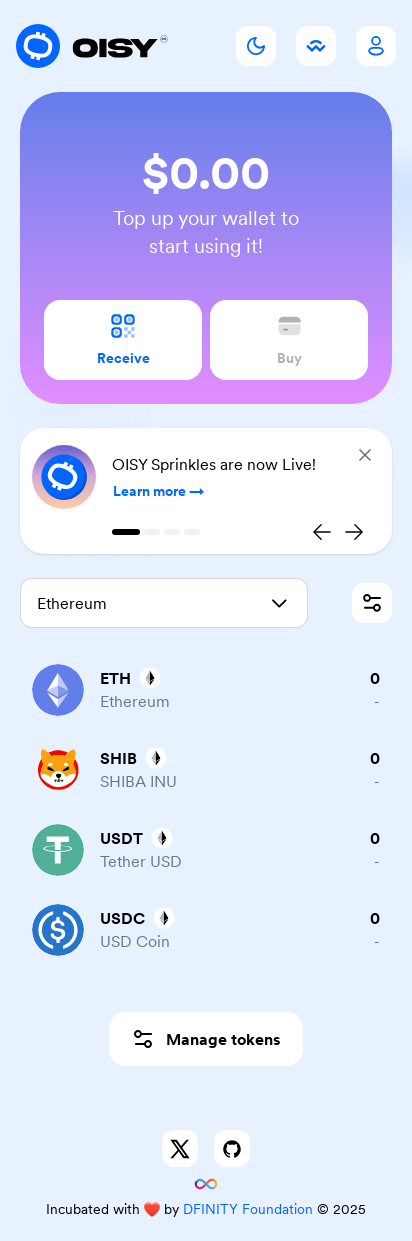 OISY
$0.00
Top up your wallet to
start using it!
Receive
Buy
OISY Sprinkles are now Live!
Learn more
Ethereum
ETH
0
Ethereum
-
SHIB
0
SHIBA INU
-
USDT
0
Tether USD
-
USDC
0
USD Coin
-
Manage tokens
Incubated with ❤️ by DFINITY Foundation © 2025